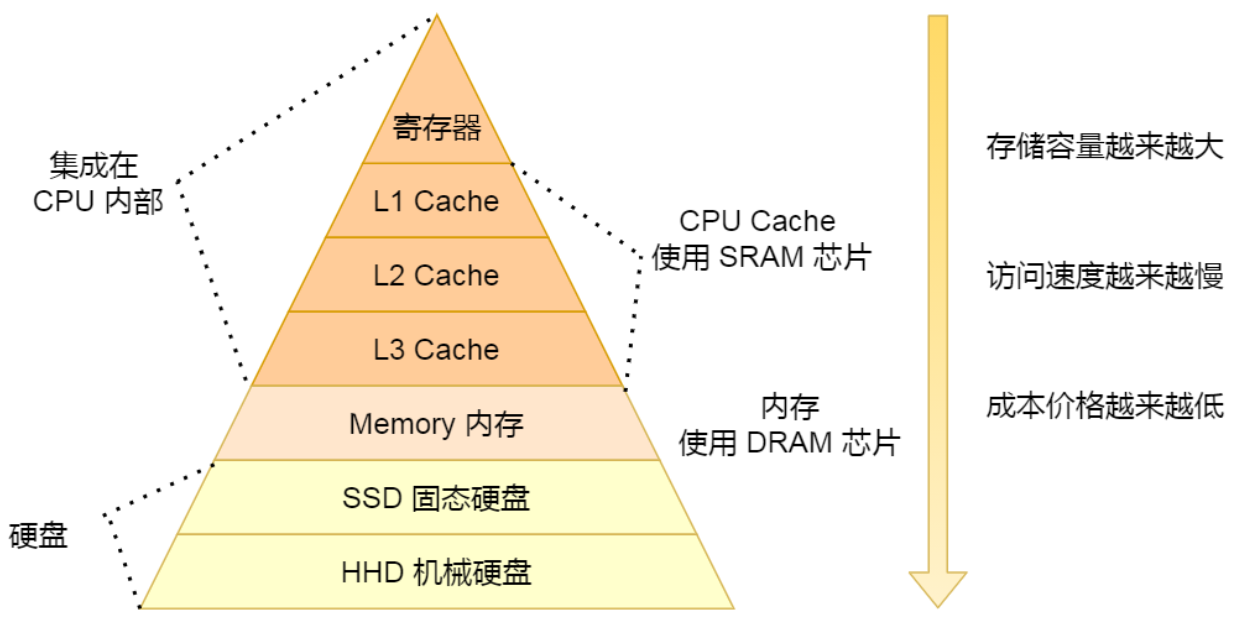 寄存器
集成在
CPU 内部
L1 Cache
L2 Cache
L3 Cache
CPU Cache
使用 SRAM 芯片
Memory 内存
内存
使用 DRAM 芯片
硬盘
SSD 固态硬盘
HHD 机械硬盘
存储容量越来越大
访问速度越来越慢
成本价格越来越低